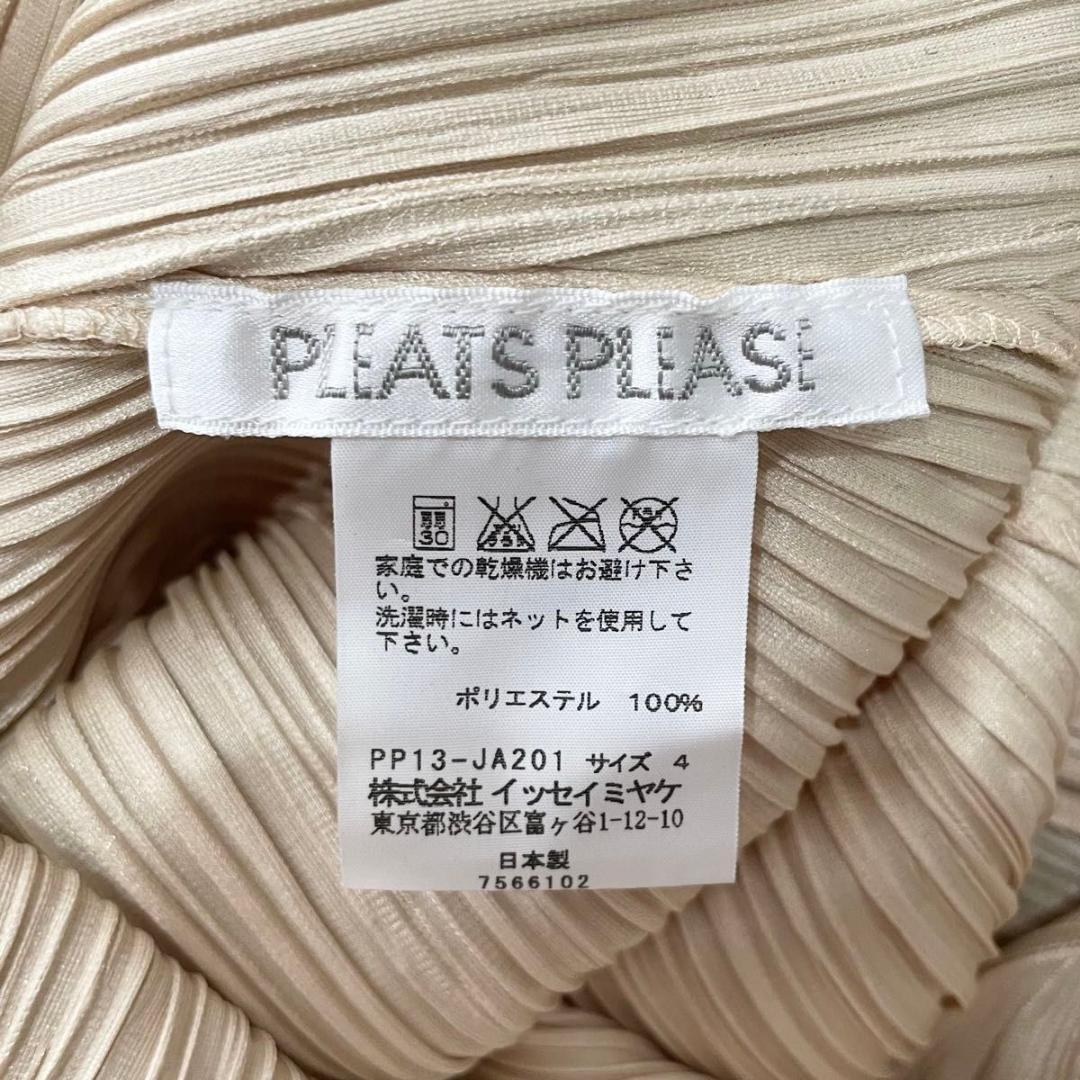 PLEATS PLEASE
弱
30
家庭での乾燥機はお避け下さ
い。
洗濯時にはネットを使用して
下さい。
ポリエステル 100%
PP13-JA201 サイズ 4
株式会社 イッセイミヤケ
東京都渋谷区富ヶ谷1-12-10
日本製
7566102